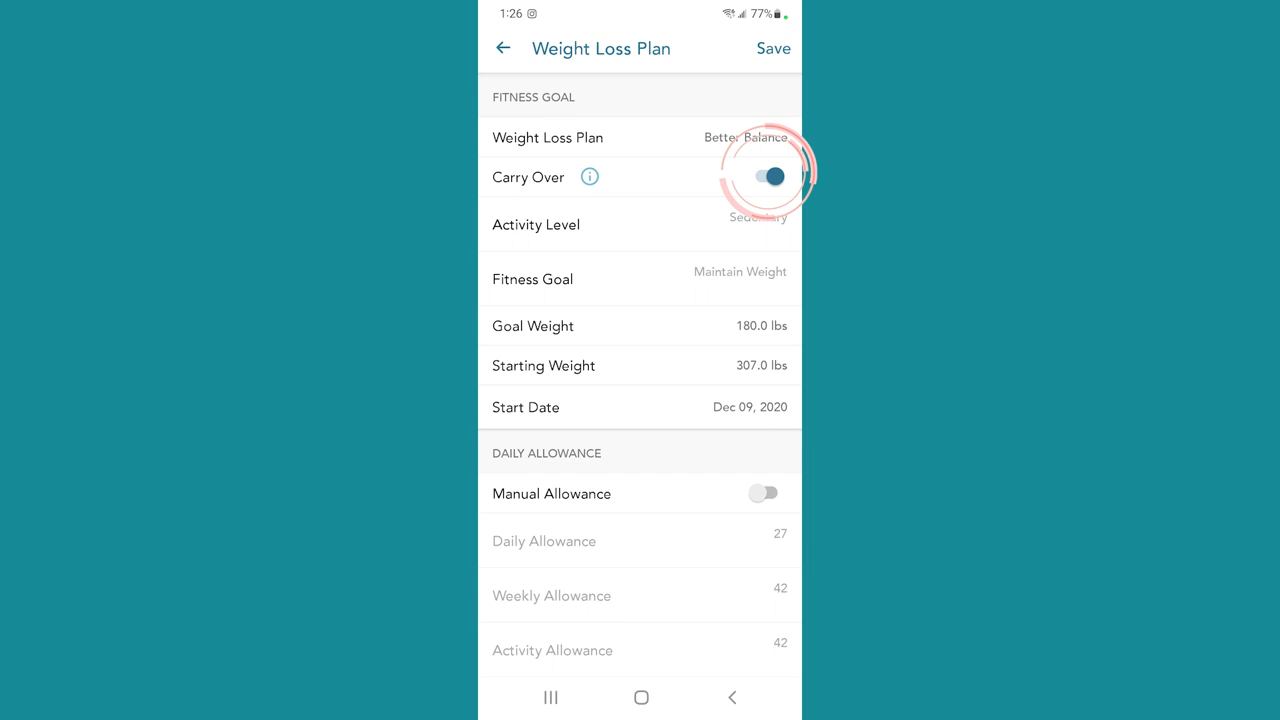 1:26 77%
Weight Loss Plan Save
FITNESS GOAL
Weight Loss Plan Better Balance
Carry Over
Activity Level Sedentary
Fitness Goal Maintain Weight
Goal Weight 180.0 lbs
Starting Weight 307.0 lbs
Start Date Dec 09, 2020
DAILY ALLOWANCE
Manual Allowance
Daily Allowance 27
Weekly Allowance 42
Activity Allowance 42